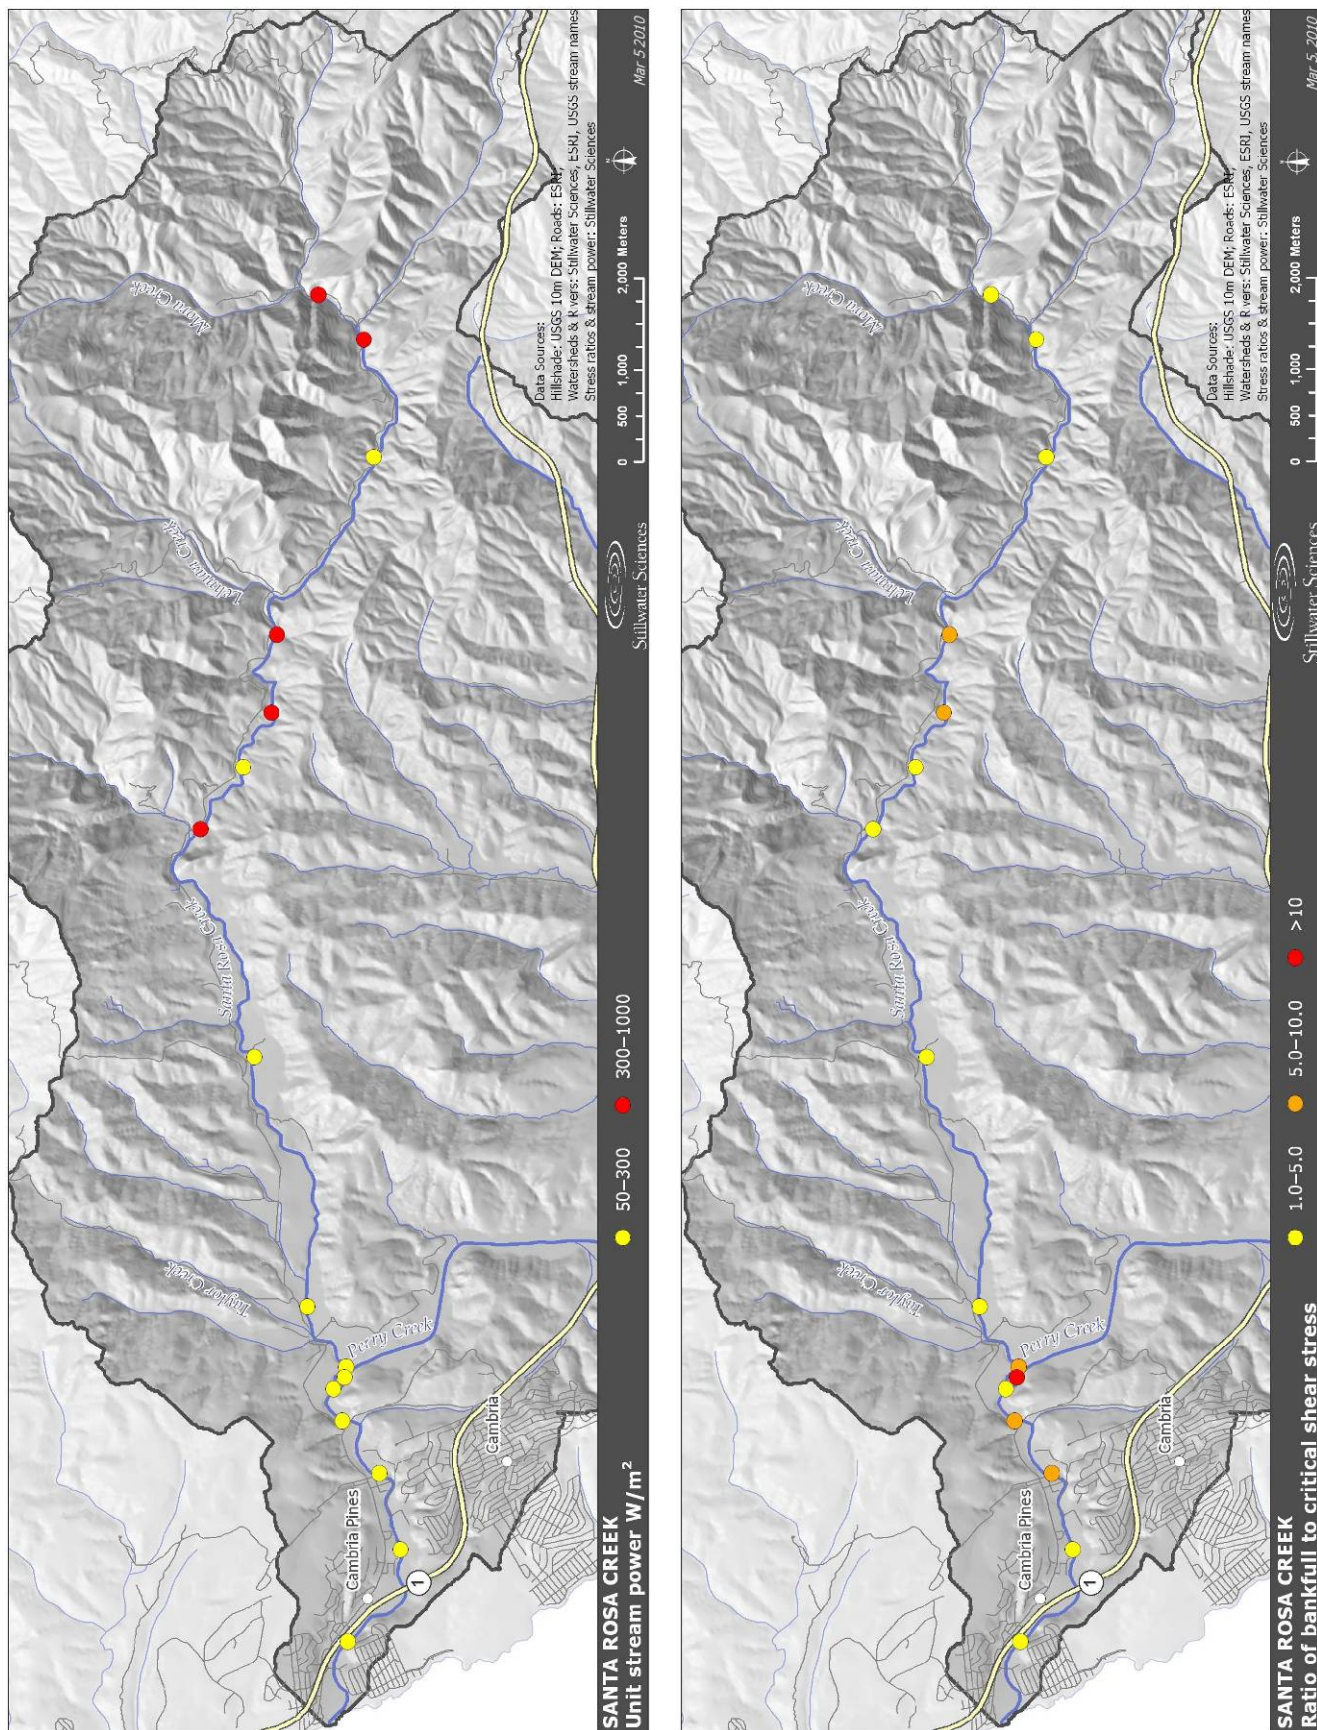 Mora Creek
Lehman Creek
Santa Rosa Creek
Taylor Creek
Perry Creek
Cambria Pines
Cambria
1
Data Sources:
Hillshade: USGS 10m DEM; Roads: ESRI;
Watersheds & Rivers: Stillwater Sciences, ESRI, USGS stream names
Stress ratios & stream power: Stillwater Sciences
SANTA ROSA CREEK
Unit stream power W/m²
50–300
300–1000
Stillwater Sciences
0 500 1,000 2,000 Meters
N
Mar 5 2010
Mora Creek
Santa Rosa Creek
Taylor Creek
Perry Creek
Cambria Pines
Cambria
1
Data Sources:
Hillshade: USGS 10m DEM; Roads: ESRI;
Watersheds & Rivers: Stillwater Sciences, ESRI, USGS stream names
Stress ratios & stream power: Stillwater Sciences
SANTA ROSA CREEK
Ratio of bankfull to critical shear stress
1.0–5.0
5.0–10.0
>10
Stillwater Sciences
0 500 1,000 2,000 Meters
Mar 5, 2010